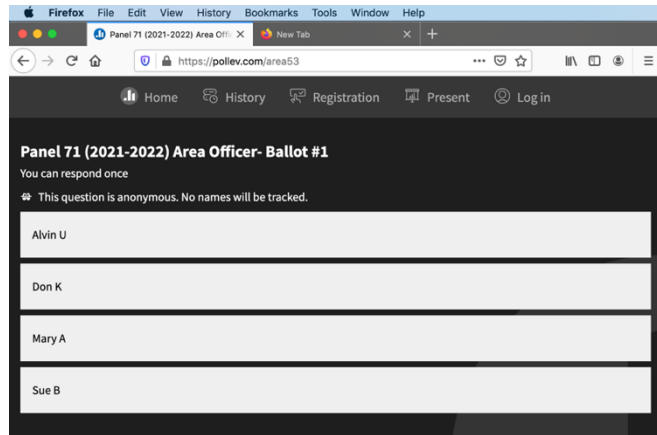 Firefox File Edit View History Bookmarks Tools Window Help
Panel 71 (2021-2022) Area Offi New Tab
https://pollev.com/area53
Home History Registration Present Log in
Panel 71 (2021-2022) Area Officer- Ballot #1
You can respond once
This question is anonymous. No names will be tracked.
Alvin U
Don K
Mary A
Sue B